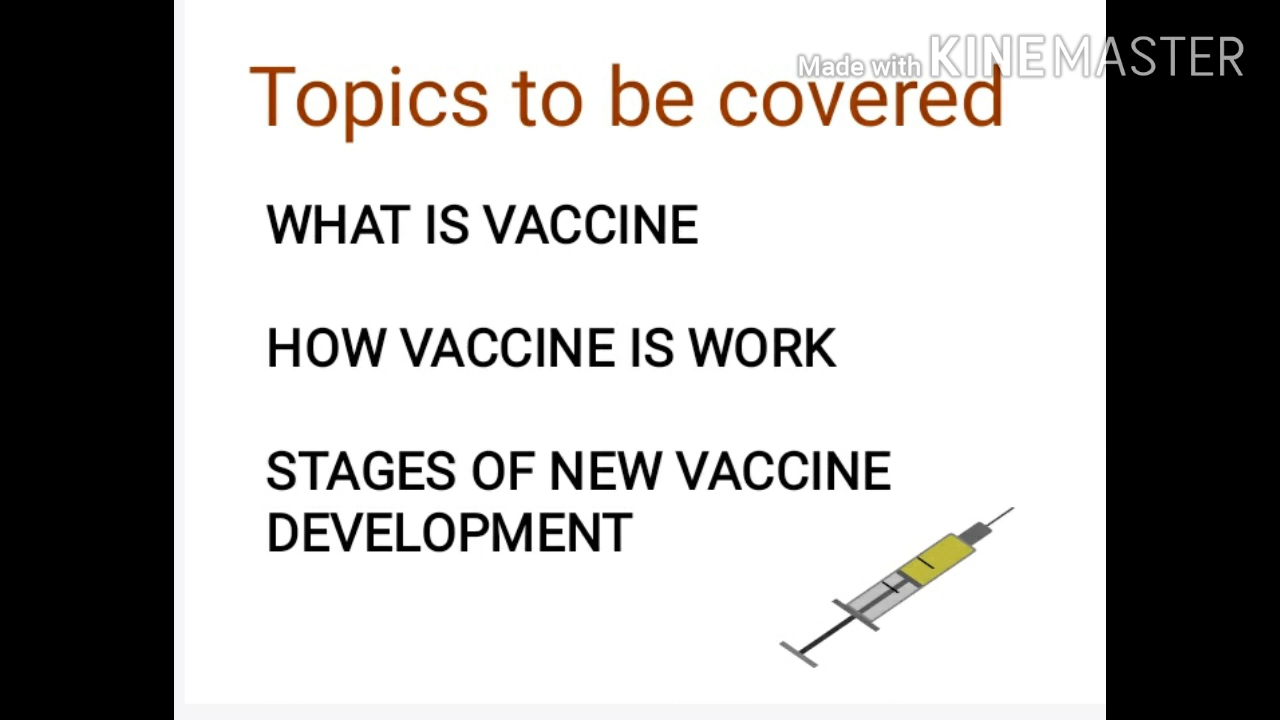 Made with KINEMASTER
Topics to be covered
WHAT IS VACCINE
HOW VACCINE IS WORK
STAGES OF NEW VACCINE
DEVELOPMENT